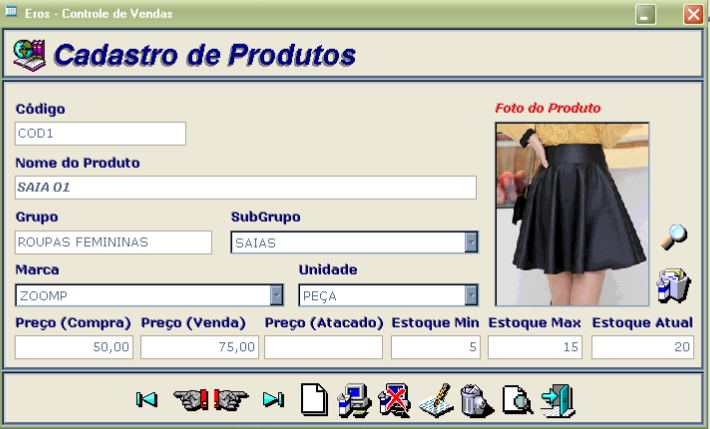 Eros - Controle de Vendas
Cadastro de Produtos
Código
Foto do Produto
COD1
Nome do Produto
SAIA 01
Grupo SubGrupo
ROUPAS FEMININAS SAIAS
Marca Unidade
ZOOMP PEÇA
Preço (Compra) Preço (Venda) Preço (Atacado) Estoque Min Estoque Max Estoque Atual
50,00 75,00 5 15 20